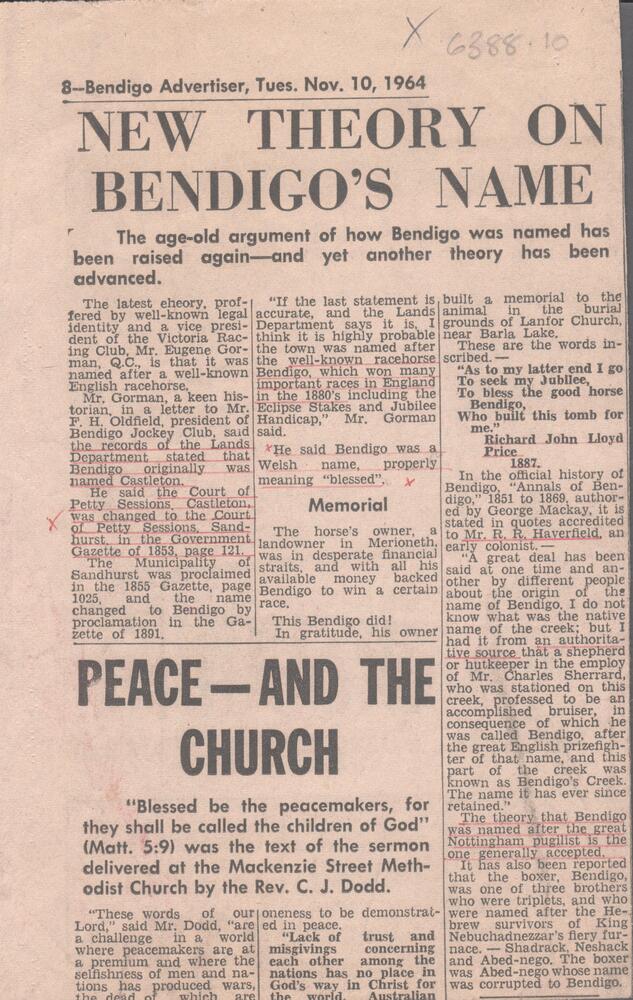 X 6388.10
8—Bendigo Advertiser, Tues. Nov. 10, 1964
NEW THEORY ON
BENDIGO'S NAME
The age-old argument of how Bendigo was named has
been raised again—and yet another theory has been
advanced.
The latest eheory, prof-
fered by well-known legal
identity and a vice presi-
dent of the Victoria Rac-
ing Club, Mr. Eugene Gor-
man, Q.C., is that it was
named after a well-known
English racehorse.
Mr. Gorman, a keen his-
torian, in a letter to Mr.
F. H. Oldfield, president of
Bendigo Jockey Club, said
the records of the Lands
Department stated that
Bendigo originally was
named Castleton.
He said the Court of
Petty Sessions, Castleton,
was changed to the Court
X of Petty Sessions, Sand-
hurst, in the Government
Gazette of 1853, page 121.
The Municipality of
Sandhurst was proclaimed
in the 1855 Gazette, page
1025, and the name
changed to Bendigo by
proclamation in the Ga-
zette of 1891.
"If the last statement is
accurate, and the Lands
Department says it is, I
think it is highly probable
the town was named after
the well-known racehorse
Bendigo, which won many
important races in England
in the 1880's including the
Eclipse Stakes and Jubilee
Handicap," Mr. Gorman
said.
X He said Bendigo was a
Welsh name, properly
meaning "blessed". X
Memorial
The horse's owner, a
landowner in Merioneth,
was in desperate financial
straits, and with all his
available money backed
Bendigo to win a certain
race.
This Bendigo did!
In gratitude, his owner
built a memorial to the
animal in the burial
grounds of Lanfor Church,
near Barla Lake.
These are the words in-
scribed.—
"As to my latter end I go
To seek my Jubilee,
To bless the good horse
Bendigo,
Who built this tomb for
me."
Richard John Lloyd
Price
1887.
In the official history of
Bendigo, "Annals of Ben-
digo," 1851 to 1869, author-
ed by George Mackay, it is
stated in quotes accredited
to Mr. R. R. Haverfield, an
early colonist.—
"A great deal has been
said at one time and an-
other by different people
about the origin of the
name of Bendigo. I do not
know what was the native
name of the creek; but I
had it from an authorita-
tive source that a shepherd
or hutkeeper in the employ
of Mr. Charles Sherrard,
who was stationed on this
creek, professed to be an
accomplished bruiser, in
consequence of which he
was called Bendigo, after
the great English prizefigh-
ter of that name, and this
part of the creek was
known as Bendigo's Creek.
The name it has ever since
retained."
The theory that Bendigo
was named after the great
Nottingham pugilist is the
one generally accepted.
It has also been reported
that the boxer, Bendigo,
was one of three brothers
who were triplets, and who
were named after the He-
brew survivors of King
Nebuchadnezzar's fiery fur-
nace. — Shadrack, Neshack
and Abed-nego. The boxer
was Abed-nego whose name
was corrupted to Bendigo.
PEACE — AND THE
CHURCH
"Blessed be the peacemakers, for
they shall be called the children of God"
(Matt. 5:9) was the text of the sermon
delivered at the Mackenzie Street Meth-
odist Church by the Rev. C. J. Dodd.
"These words of our
Lord," said Mr. Dodd, "are
a challenge in a world
where peacemakers are at
a premium and where the
selfishness of men and na-
tions has produced wars,
the dead of which are
oneness to be demonstrat-
ed in peace.
"Lack of trust and
misgivings concerning
each other among the
nations has no place in
God's way in Christ for
the world. Australian